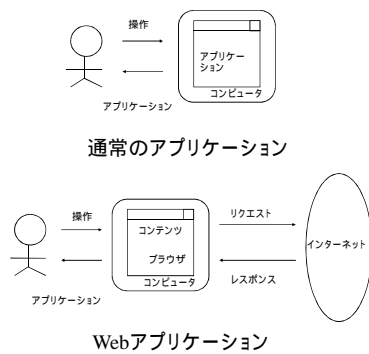 操作
アプリケー
ション
コンピュータ
アプリケーション
通常のアプリケーション
操作
コンテンツ
ブラウザ
コンピュータ
リクエスト
インターネット
レスポンス
アプリケーション
Webアプリケーション